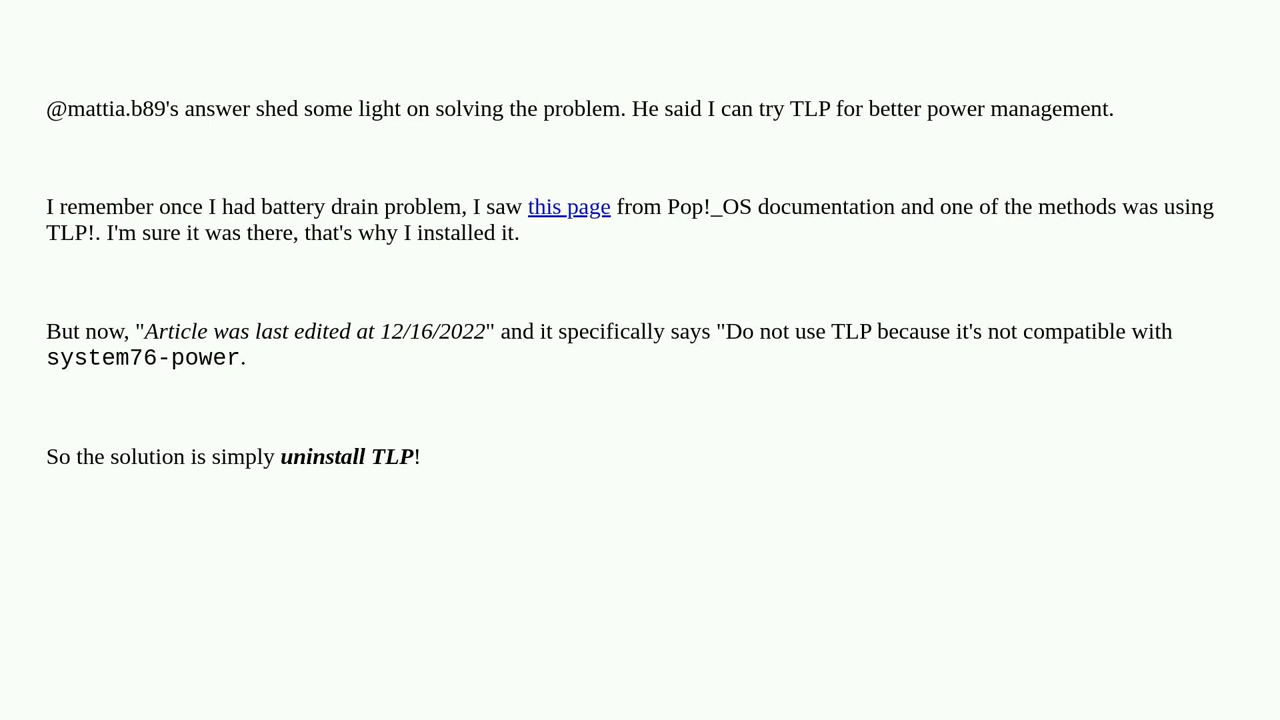 @mattia.b89's answer shed some light on solving the problem. He said I can try TLP for better power management.
I remember once I had battery drain problem, I saw this page from Pop!_OS documentation and one of the methods was using
TLP!. I'm sure it was there, that's why I installed it.
But now, "Article was last edited at 12/16/2022" and it specifically says "Do not use TLP because it's not compatible with
system76-power.
So the solution is simply uninstall TLP!